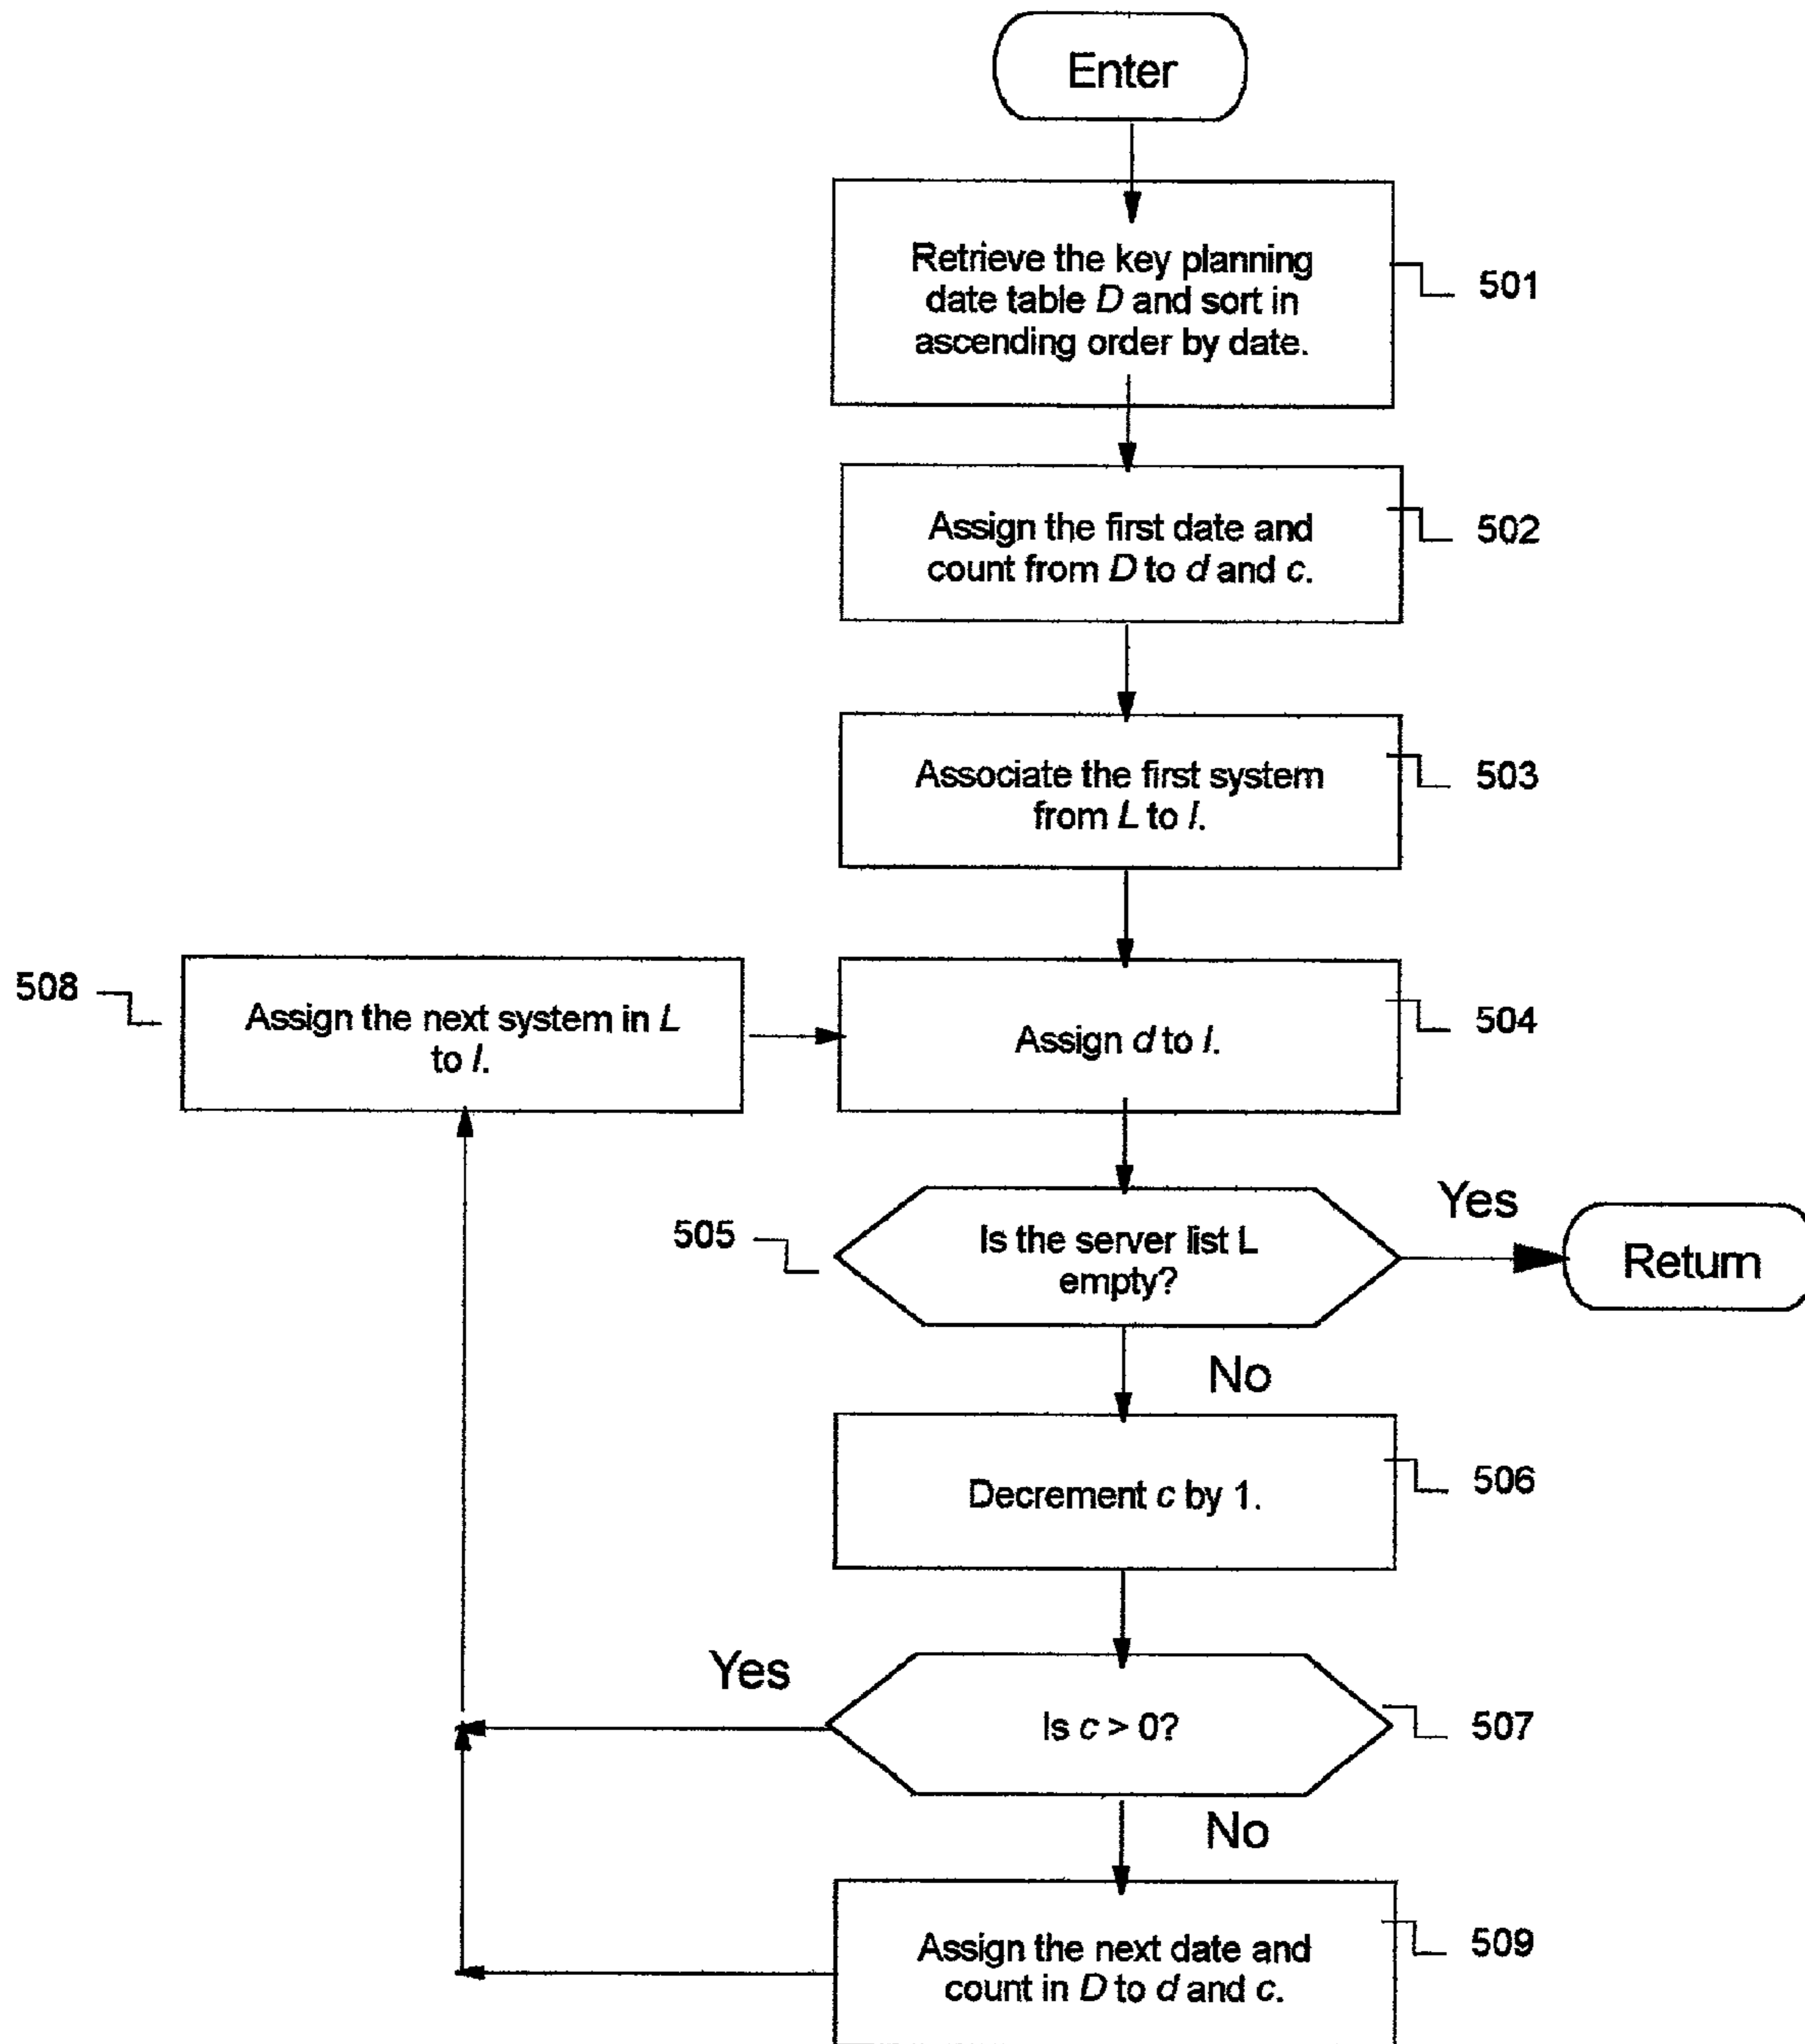 Enter
Retrieve the key planning
date table D and sort in
ascending order by date.
501
Assign the first date and
count from D to d and c.
502
Associate the first system
from L to l.
503
508
Assign the next system in L
to l.
Assign d to l.
504
505
Is the server list L
empty?
Yes
Return
No
Decrement c by 1.
506
Yes
Is c > 0?
507
No
Assign the next date and
count in D to d and c.
509